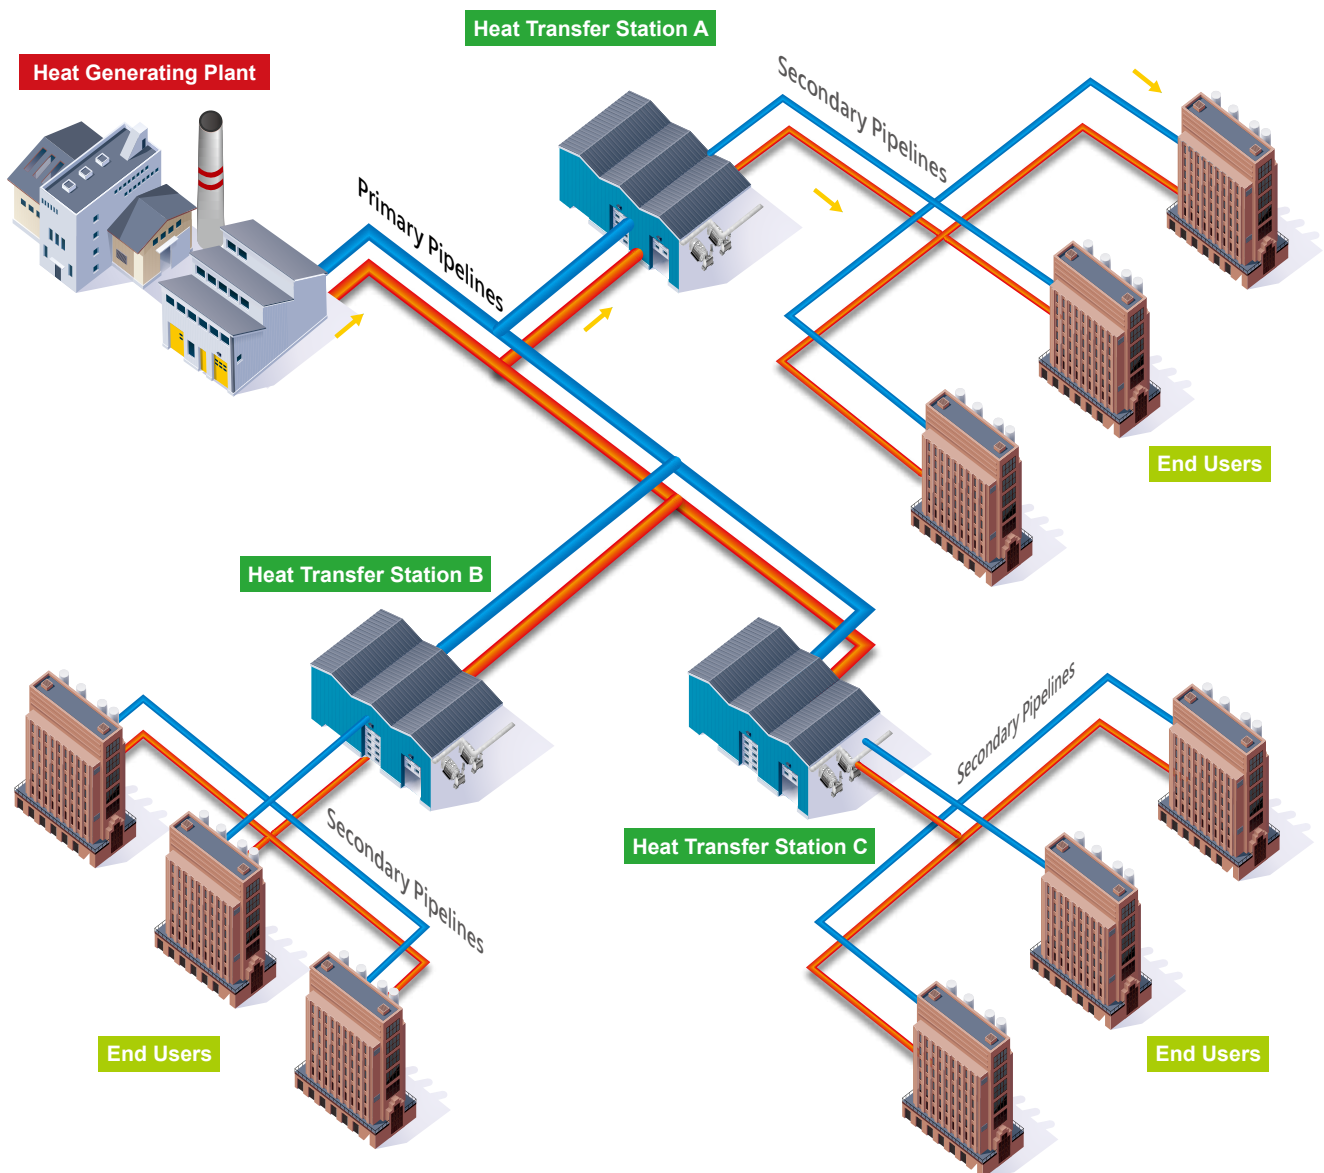 Heat Transfer Station A
Heat Generating Plant
Secondary Pipelines
Primary Pipelines
End Users
Heat Transfer Station B
Secondary Pipelines
Heat Transfer Station C
Secondary Pipelines
End Users
End Users